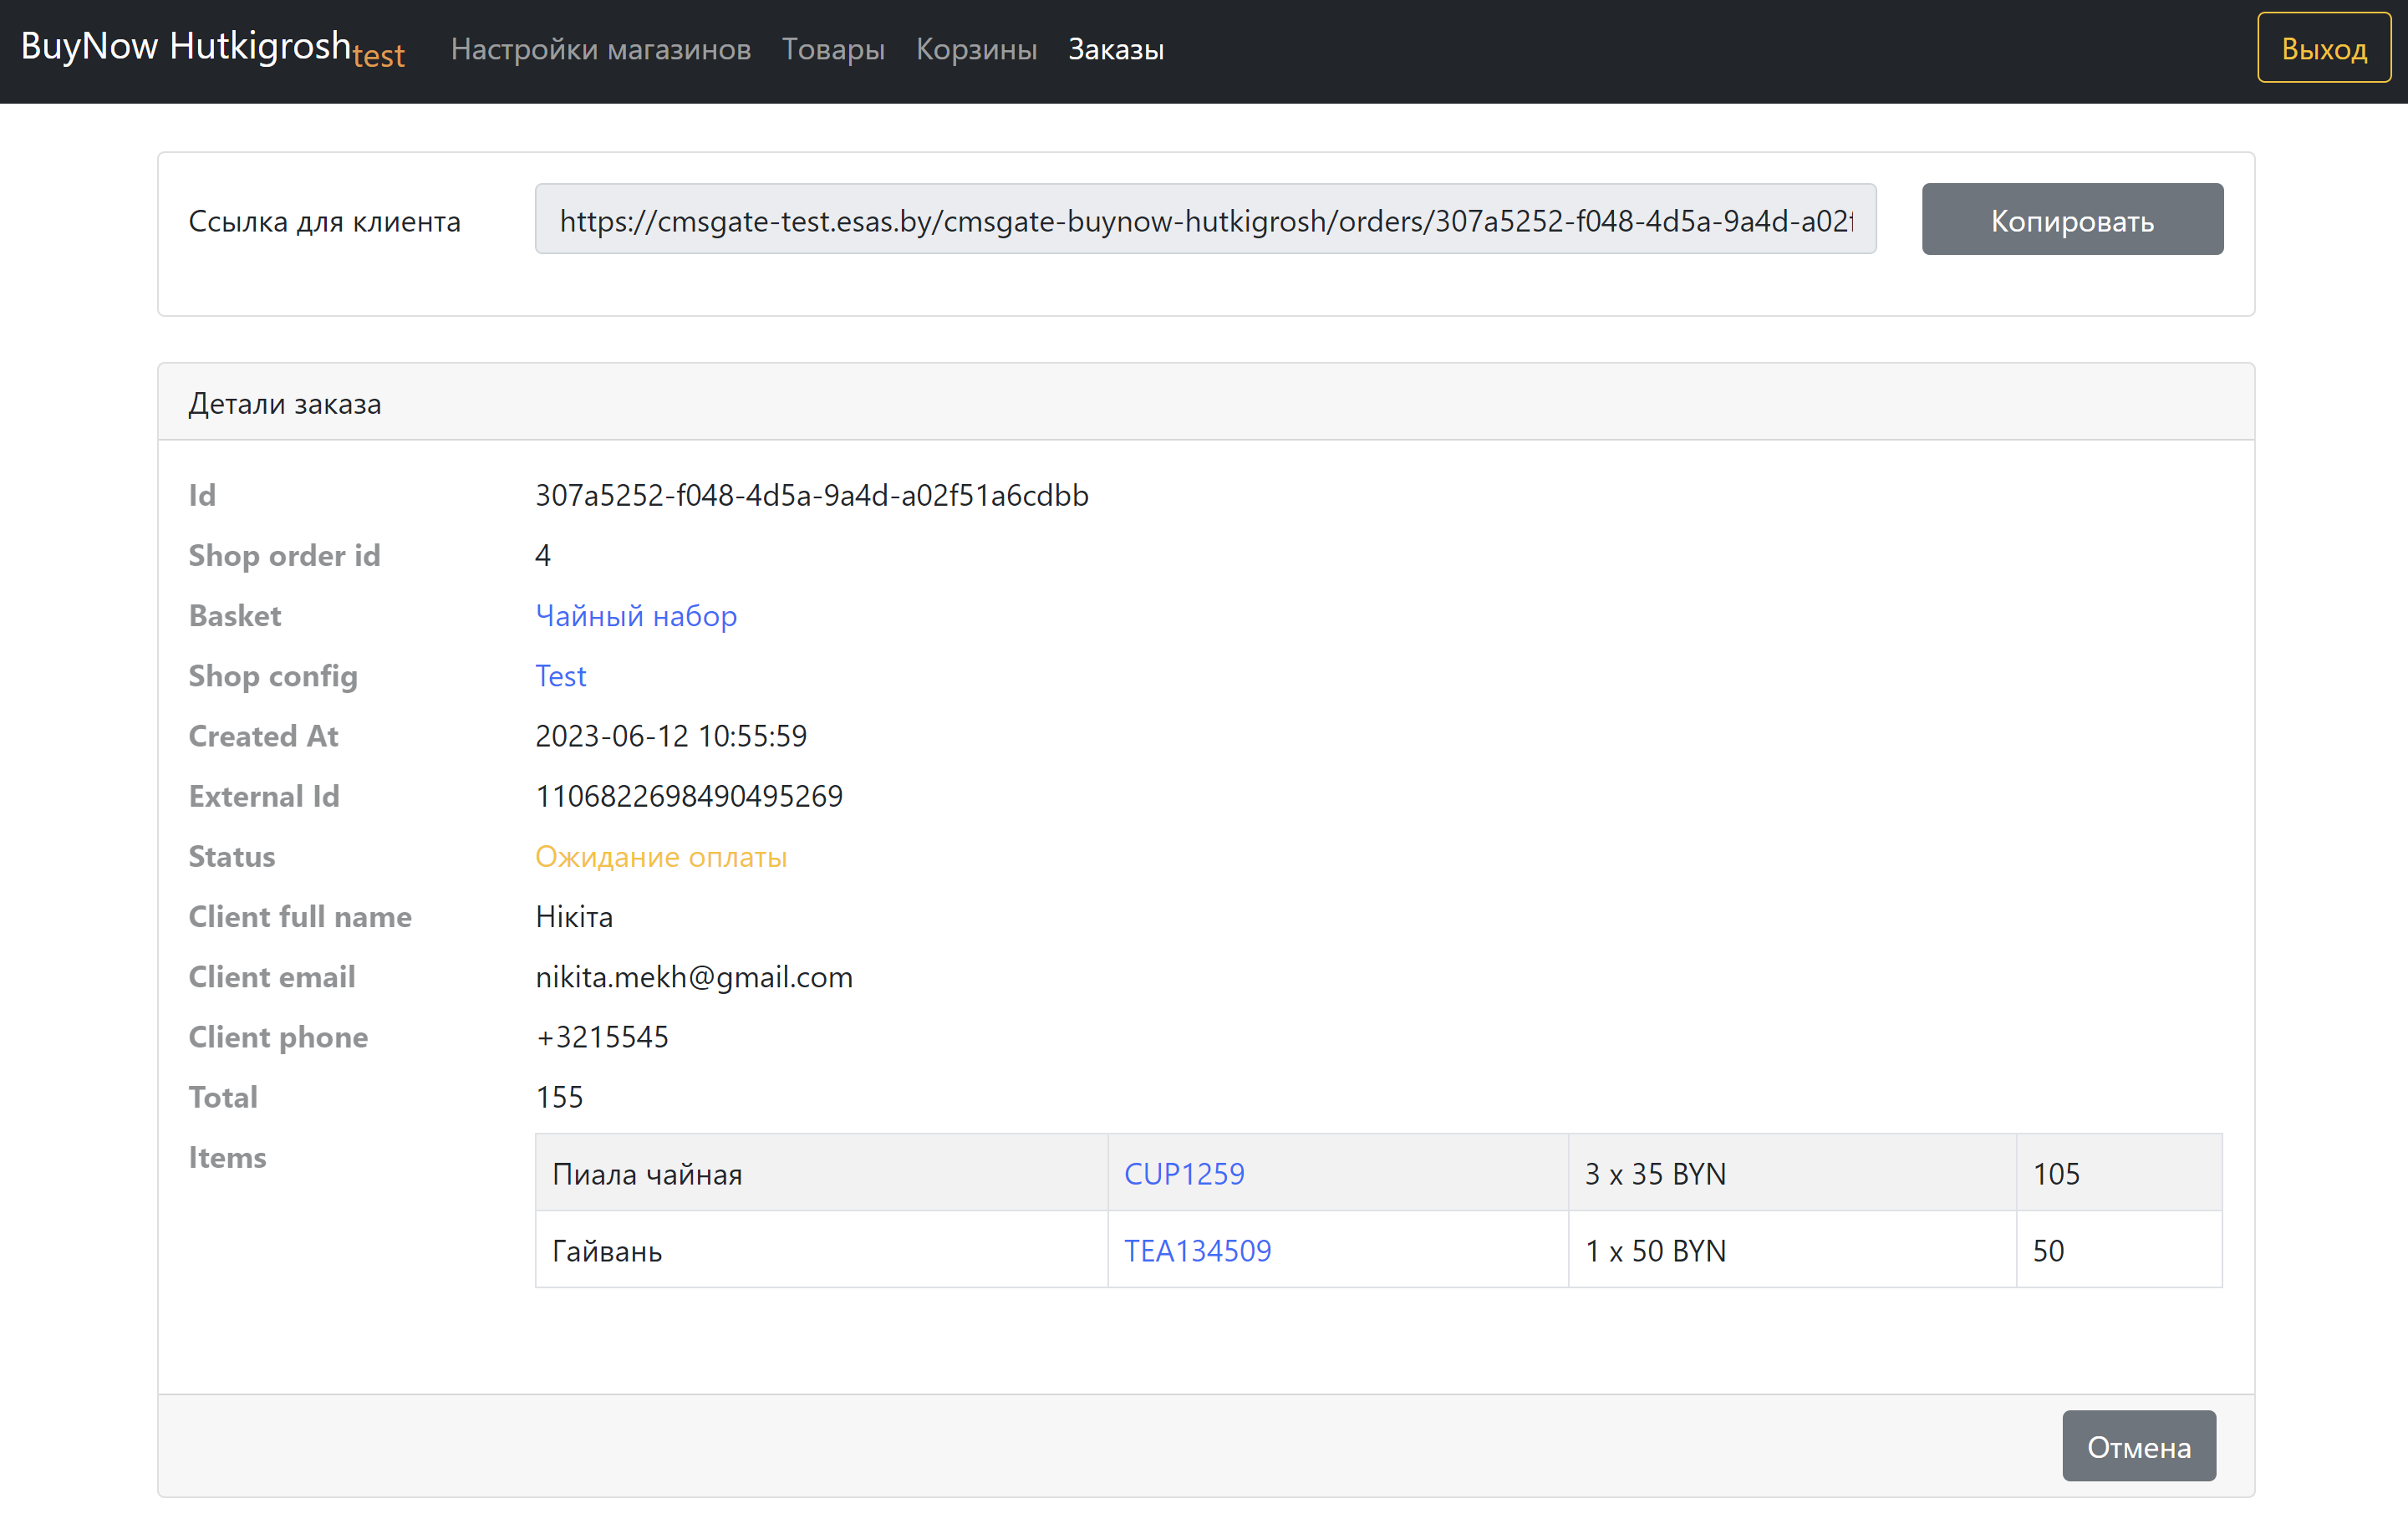 BuyNow Hutkigrosh test Настройки магазинов Товары Корзины Заказы Выход
Ссылка для клиента https://cmsgate-test.esas.by/cmsgate-buynow-hutkigrosh/orders/307a5252-f048-4d5a-9a4d-a02f Копировать
Детали заказа
Id 307a5252-f048-4d5a-9a4d-a02f51a6cdbb
Shop order id 4
Basket Чайный набор
Shop config Test
Created At 2023-06-12 10:55:59
External Id 1106822698490495269
Status Ожидание оплаты
Client full name Нікіта
Client email nikita.mekh@gmail.com
Client phone +3215545
Total 155
Items Пиала чайная CUP1259 3 x 35 BYN 105
Гайвань TEA134509 1 x 50 BYN 50
Отмена